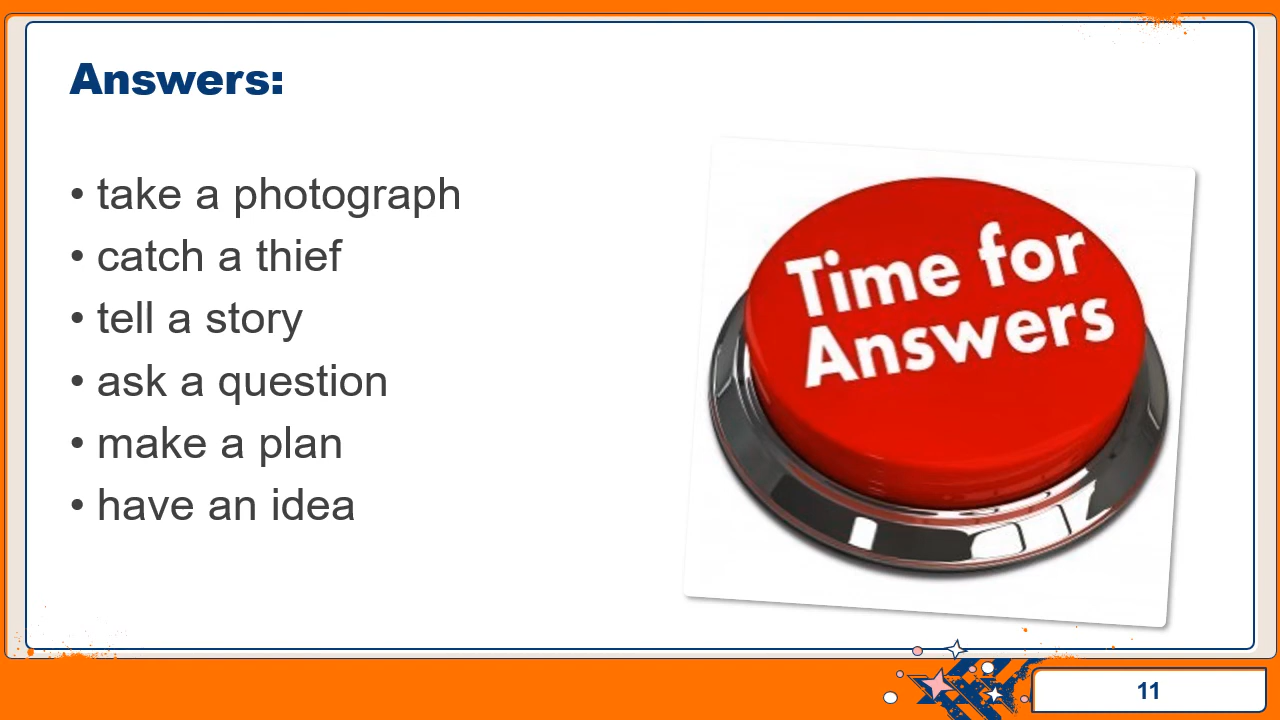 Answers:
• take a photograph
• catch a thief
• tell a story
• ask a question
• make a plan
• have an idea
Time for
Answers
11